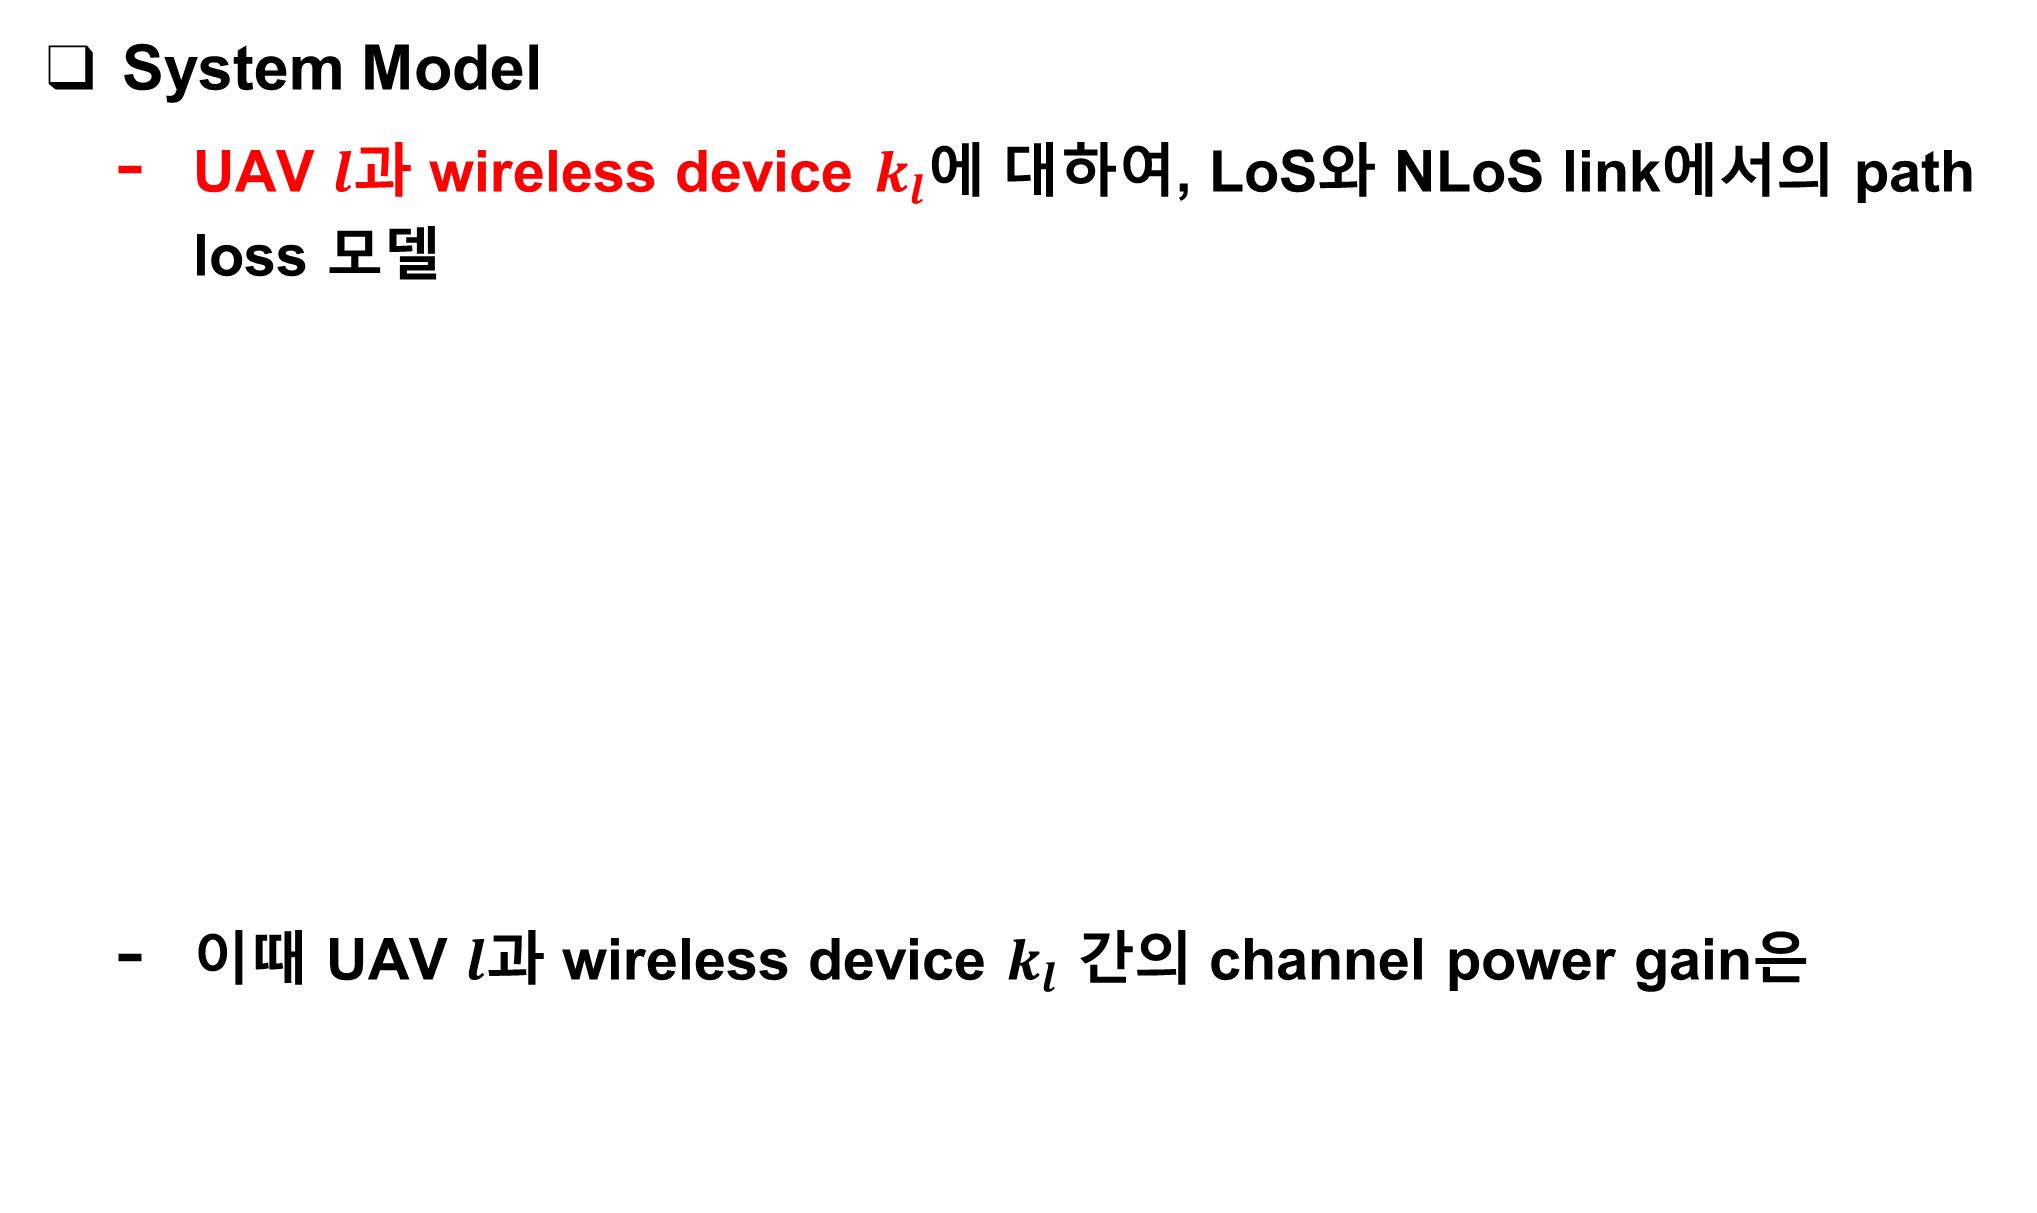 ❑ System Model
- UAV 𝒍과 wireless device 𝒌ₗ에 대하여, LoS와 NLoS link에서의 path
loss 모델
- 이때 UAV 𝒍과 wireless device 𝒌ₗ 간의 channel power gain은